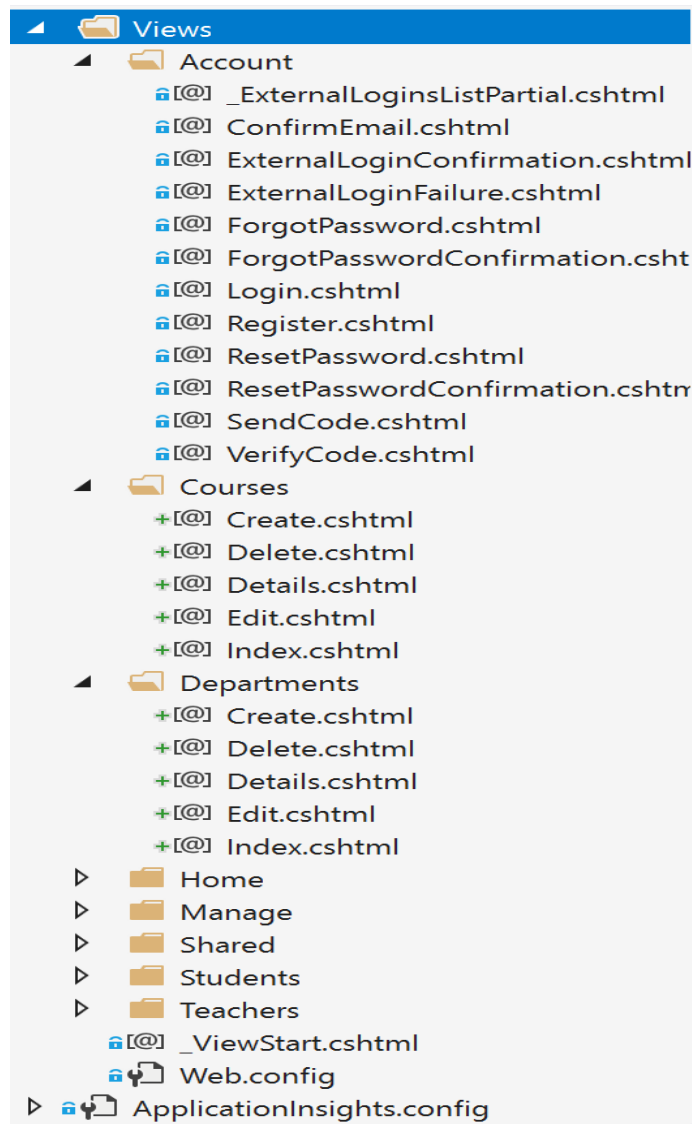 Views
Account
[@] _ExternalLoginsListPartial.cshtml
[@] ConfirmEmail.cshtml
[@] ExternalLoginConfirmation.cshtml
[@] ExternalLoginFailure.cshtml
[@] ForgotPassword.cshtml
[@] ForgotPasswordConfirmation.csht
[@] Login.cshtml
[@] Register.cshtml
[@] ResetPassword.cshtml
[@] ResetPasswordConfirmation.cshtm
[@] SendCode.cshtml
[@] VerifyCode.cshtml
Courses
+[@] Create.cshtml
+[@] Delete.cshtml
+[@] Details.cshtml
+[@] Edit.cshtml
+[@] Index.cshtml
Departments
+[@] Create.cshtml
+[@] Delete.cshtml
+[@] Details.cshtml
+[@] Edit.cshtml
+[@] Index.cshtml
Home
Manage
Shared
Students
Teachers
[@] _ViewStart.cshtml
Web.config
ApplicationInsights.config